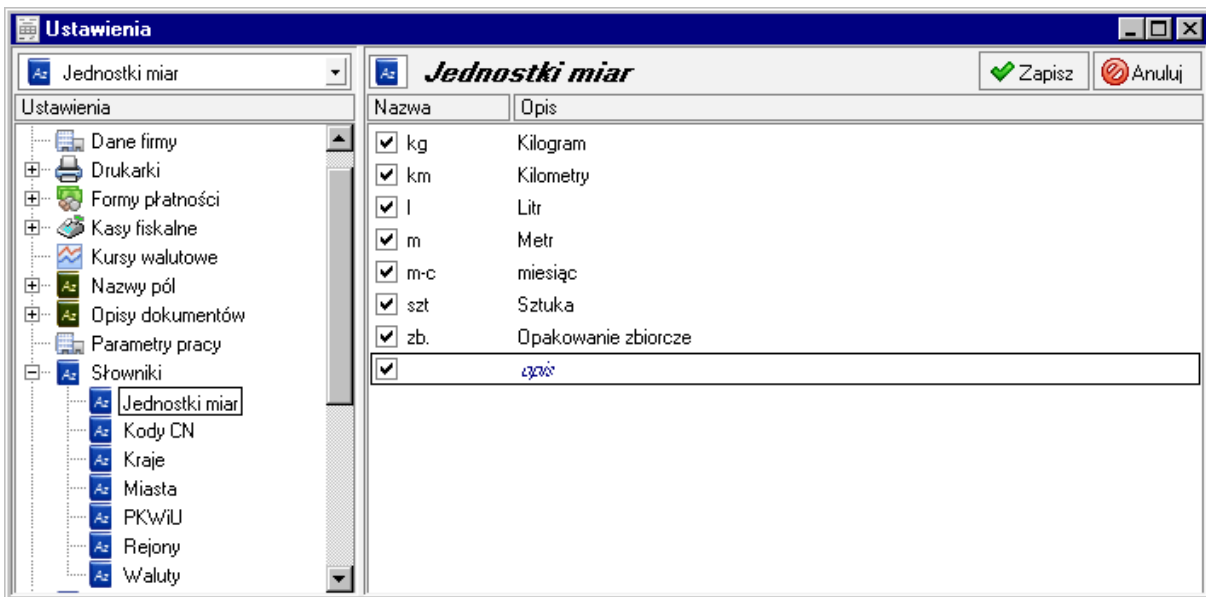 Ustawienia
Jednostki miar
Jednostki miar
Zapisz
Anuluj
Ustawienia
Nazwa Opis
Dane firmy
Drukarki
Formy płatności
Kasy fiskalne
Kursy walutowe
Nazwy pól
Opisy dokumentów
Parametry pracy
Słowniki
Jednostki miar
Kody CN
Kraje
Miasta
PKWiU
Rejony
Waluty
kg Kilogram
km Kilometry
l Litr
m Metr
m-c miesiąc
szt Sztuka
zb. Opakowanie zbiorcze
opis